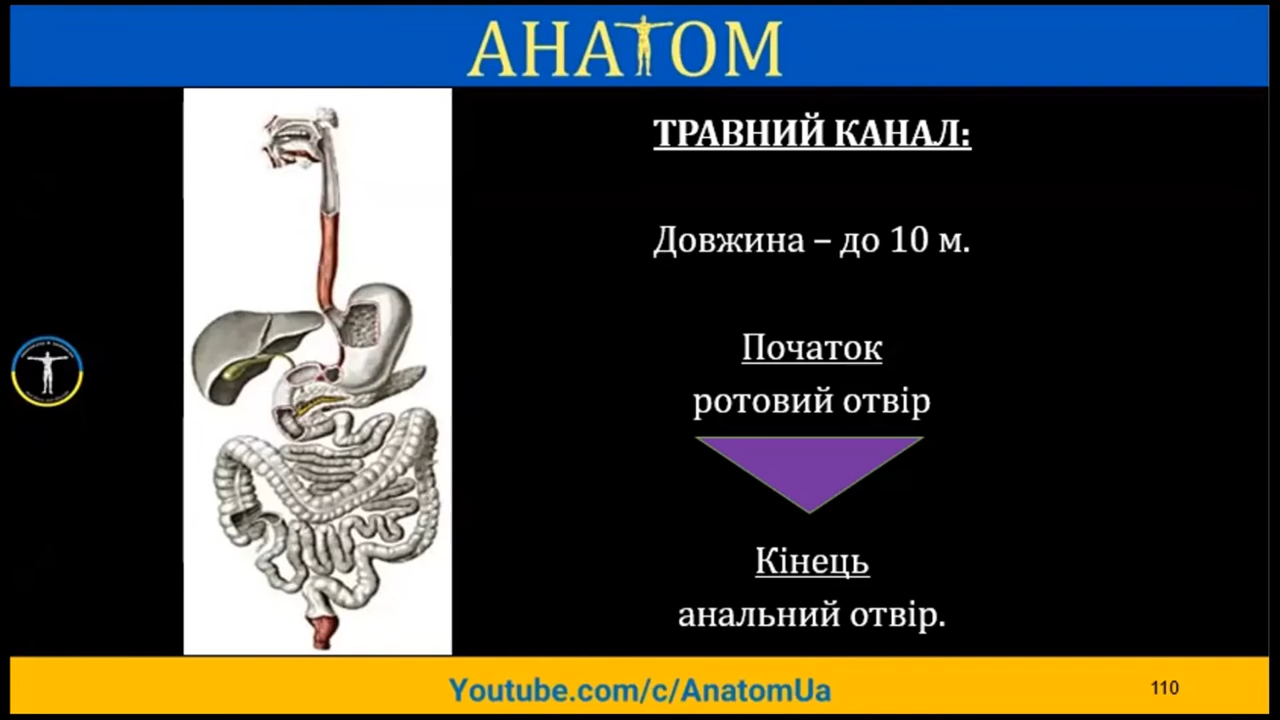 АНАТОМ
ТРАВНИЙ КАНАЛ:
Довжина – до 10 м.
Початок
ротовий отвір
Кінець
анальний отвір.
Youtube.com/c/AnatomUa
110